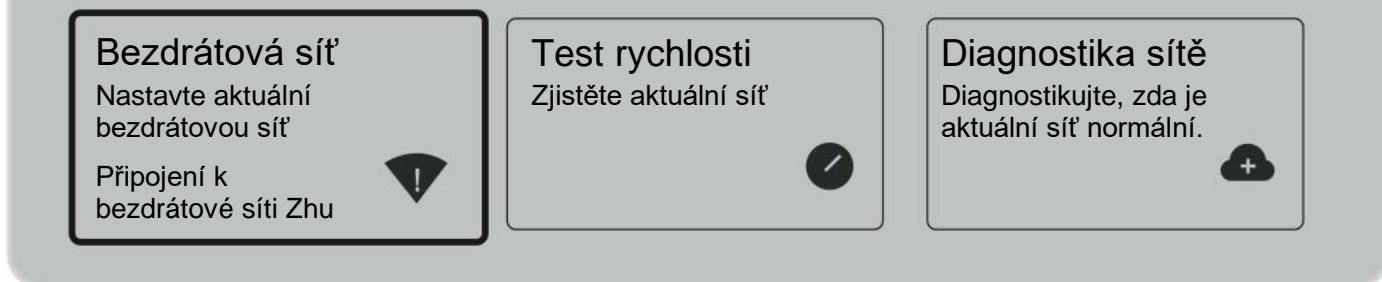 Bezdrátová síť
Nastavte aktuální
bezdrátovou síť
Připojení k
bezdrátové síti Zhu
Test rychlosti
Zjistěte aktuální síť
Diagnostika sítě
Diagnostikujte, zda je
aktuální síť normální.